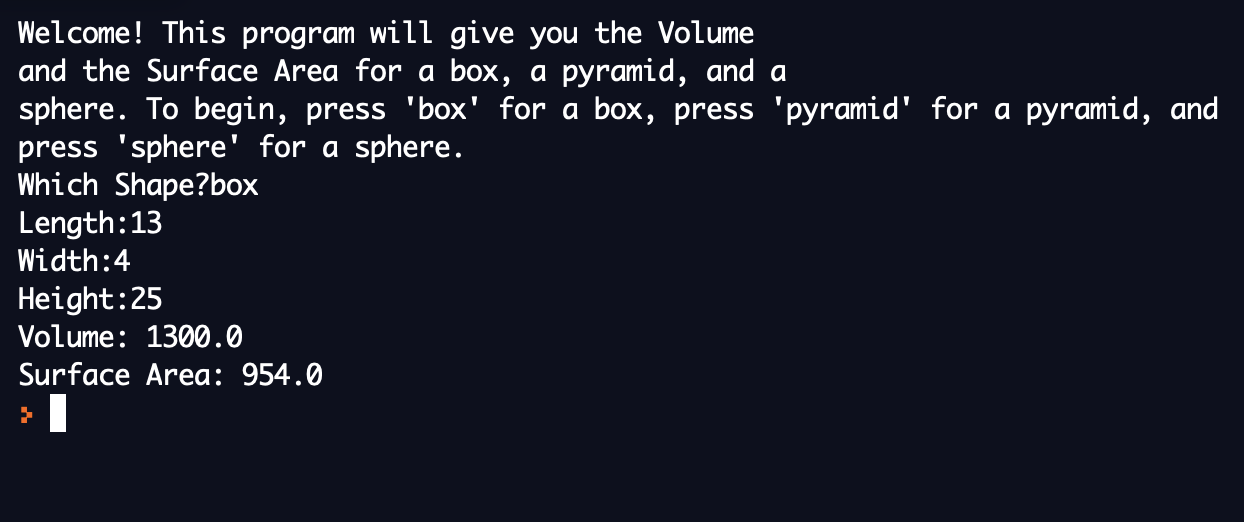 Welcome! This program will give you the Volume
and the Surface Area for a box, a pyramid, and a
sphere. To begin, press 'box' for a box, press 'pyramid' for a pyramid, and
press 'sphere' for a sphere.
Which Shape?box
Length:13
Width:4
Height:25
Volume: 1300.0
Surface Area: 954.0